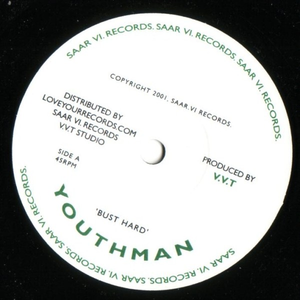 SAAR VI. RECORDS. SAAR VI. RECORDS. SAAR VI. RECORDS.
COPYRIGHT 2001, SAAR VI RECORDS.
DISTRIBUTED BY
LOVEYOURRECORDS.COM
SAAR VI. RECORDS
VVT STUDIO
PRODUCED BY
V.V.T
SIDE A
45RPM
'BUST HARD'
YOUTHMAN
SAAR VI. RECORDS. SAAR VI. RECORDS. SAAR VI. RECORDS.